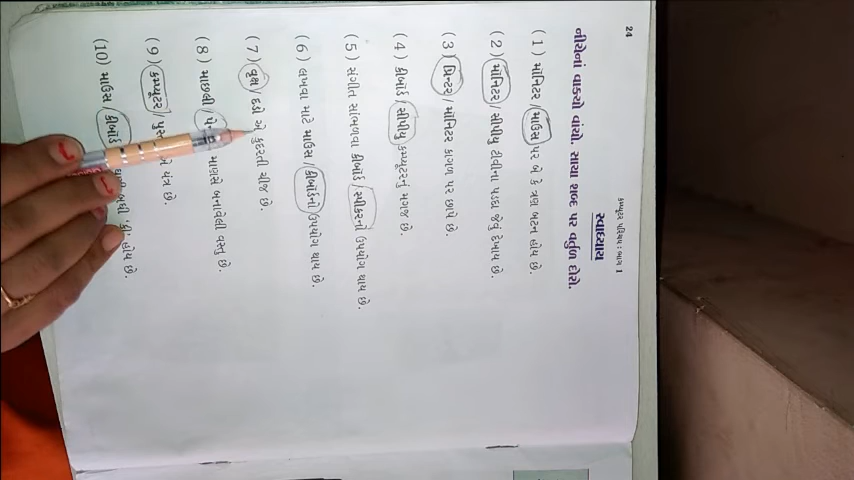 24
કમ્પ્યુટર પરિચય : ભાગ 1
સ્વાધ્યાય
નીચેનાં વાક્યો વાંચો. સાચા શબ્દ પર વર્તુળ દોરો.
(1) મૉનિટર / માઉસ પર બે કે ત્રણ બટન હોય છે.
(2) મૉનિટર / સીપીયુ ટીવીના પડદા જેવું દેખાય છે.
(3) પ્રિન્ટર / મૉનિટર કાગળ પર છાપે છે.
(4) કીબૉર્ડ / સીપીયુ કમ્પ્યુટરનું મગજ છે.
(5) સંગીત સાંભળવા કીબૉર્ડ / સ્પીકરનો ઉપયોગ થાય છે.
(6) લખવા માટે માઉસ / કીબૉર્ડનો ઉપયોગ થાય છે.
(7) વૃક્ષ / દડો એ કુદરતી ચીજ છે.
(8) માછલી / માણસે બનાવેલી વસ્તુ છે.
(9) કમ્પ્યુટર / યંત્ર છે.
(10) માઉસ / કીબૉર્ડ હોય છે.